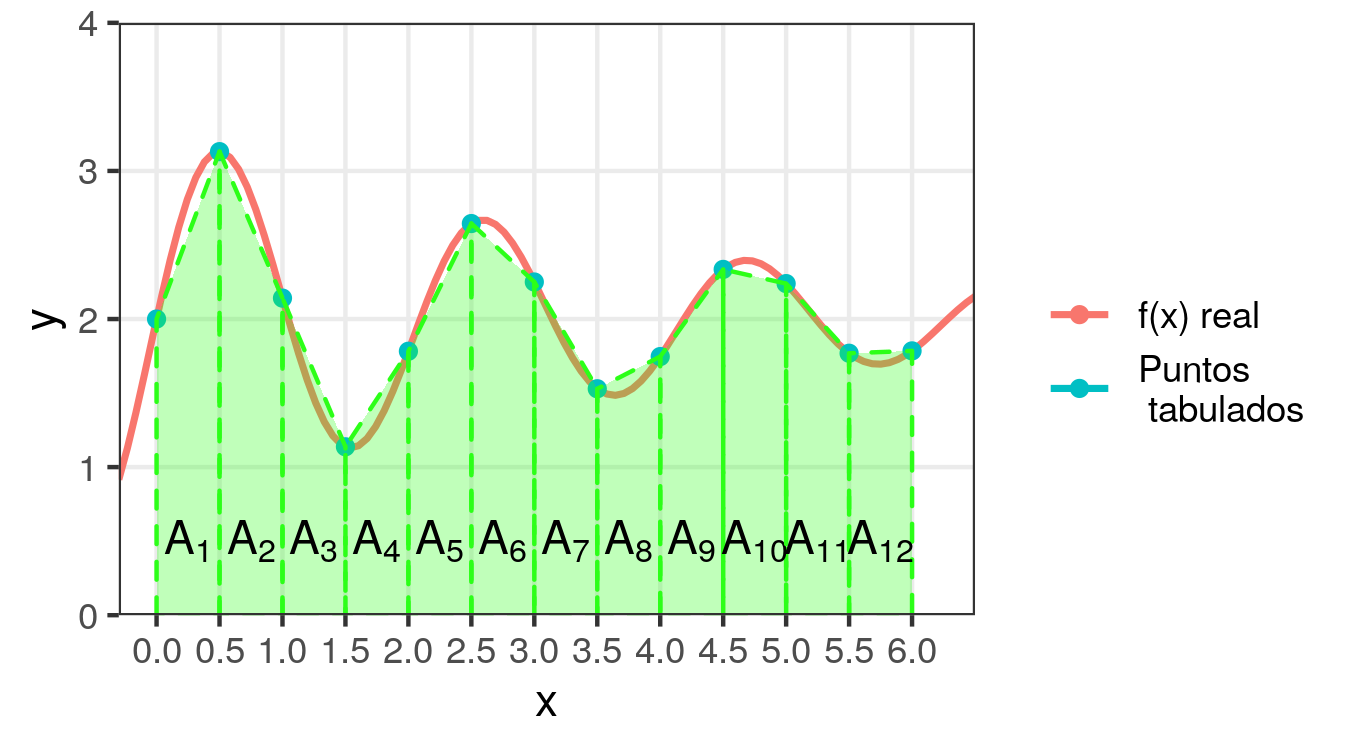 4
3
2
1
0
y
A₁ A₂ A₃ A₄ A₅ A₆ A₇ A₈ A₉ A₁₀ A₁₁ A₁₂
0.0 0.5 1.0 1.5 2.0 2.5 3.0 3.5 4.0 4.5 5.0 5.5 6.0
x
f(x) real
Puntos
tabulados